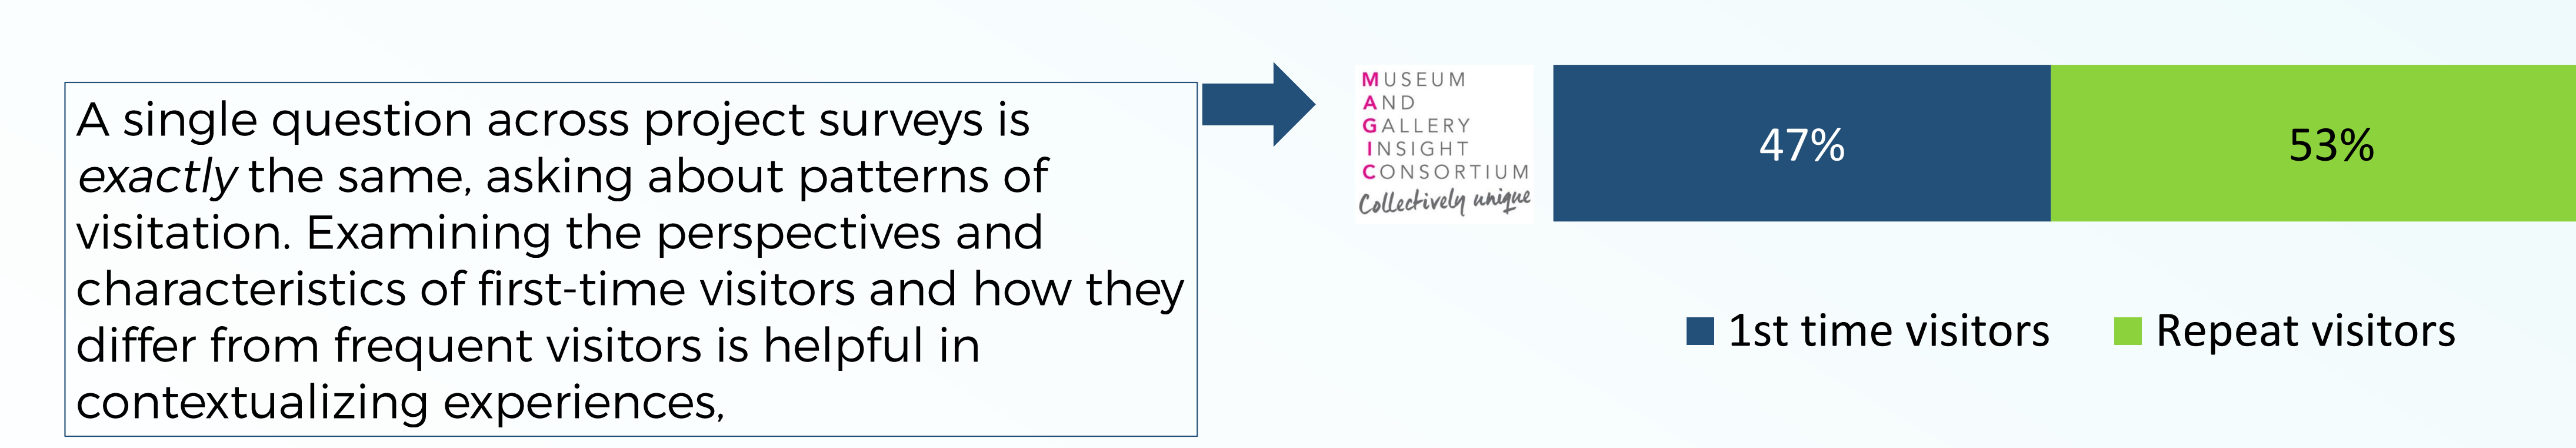 A single question across project surveys is
exactly the same, asking about patterns of
visitation. Examining the perspectives and
characteristics of first-time visitors and how they
differ from frequent visitors is helpful in
contextualizing experiences,
MUSEUM
AND
GALLERY
INSIGHT
CONSORTIUM
Collectively unique
47%
53%
1st time visitors
Repeat visitors